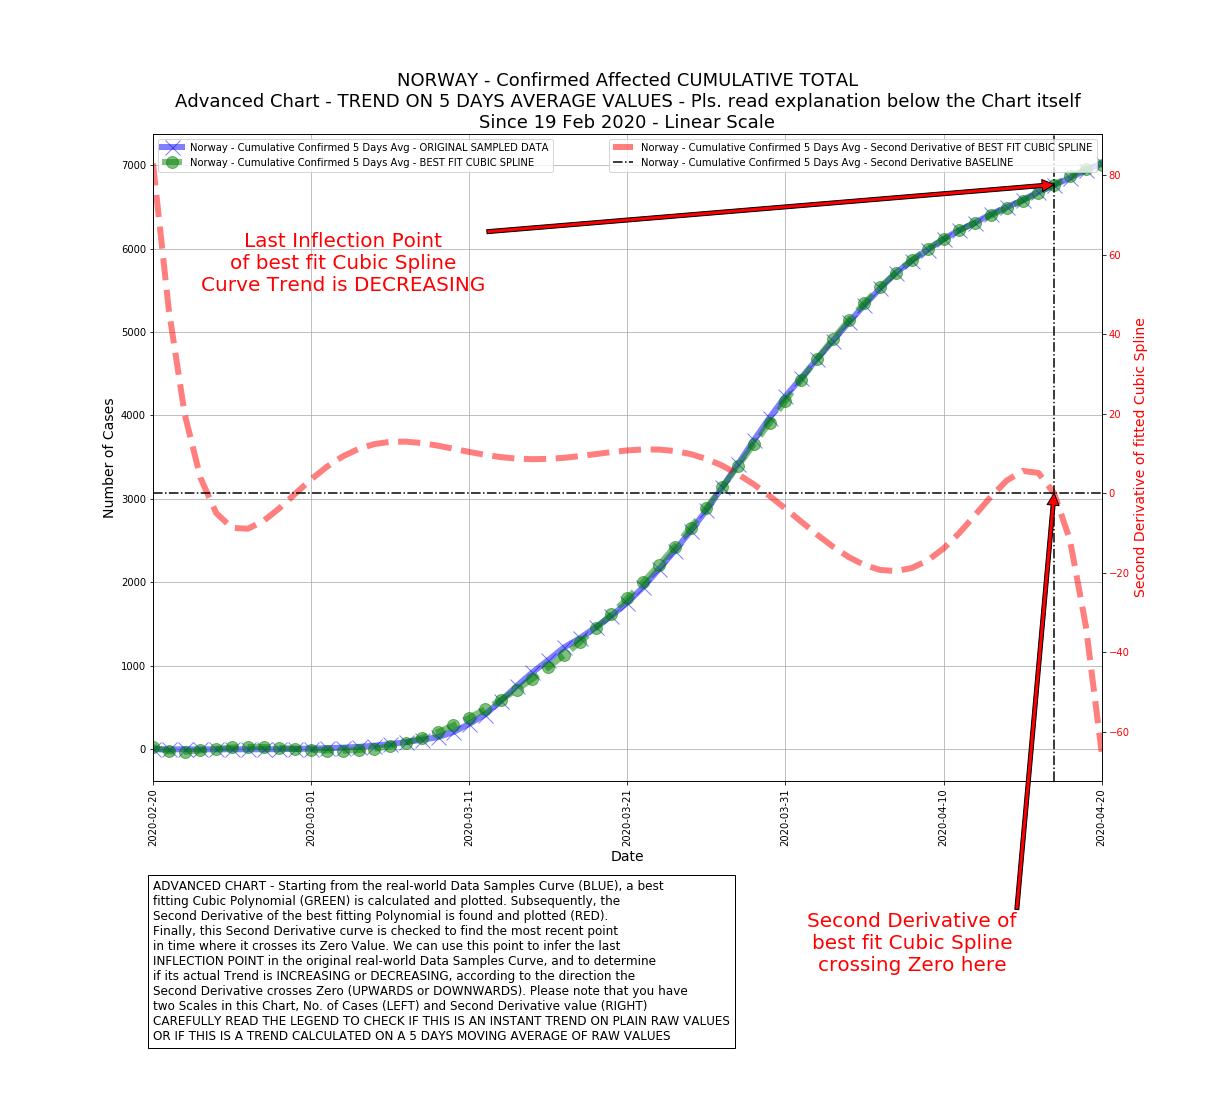 NORWAY - Confirmed Affected CUMULATIVE TOTAL
Advanced Chart - TREND ON 5 DAYS AVERAGE VALUES - Pls. read explanation below the Chart itself
Since 19 Feb 2020 - Linear Scale
Norway - Cumulative Confirmed 5 Days Avg - ORIGINAL SAMPLED DATA
Norway - Cumulative Confirmed 5 Days Avg - BEST FIT CUBIC SPLINE
Norway - Cumulative Confirmed 5 Days Avg - Second Derivative of BEST FIT CUBIC SPLINE
Norway - Cumulative Confirmed 5 Days Avg - Second Derivative BASELINE
Last Inflection Point
of best fit Cubic Spline
Curve Trend is DECREASING
Number of Cases
7000
6000
5000
4000
3000
2000
1000
0
80
60
40
20
0
−20
−40
−60
Second Derivative of fitted Cubic Spline
2020-02-20
2020-03-01
2020-03-11
2020-03-21
2020-03-31
2020-04-10
2020-04-20
Date
ADVANCED CHART - Starting from the real-world Data Samples Curve (BLUE), a best
fitting Cubic Polynomial (GREEN) is calculated and plotted. Subsequently, the
Second Derivative of the best fitting Polynomial is found and plotted (RED).
Finally, this Second Derivative curve is checked to find the most recent point
in time where it crosses its Zero Value. We can use this point to infer the last
INFLECTION POINT in the original real-world Data Samples Curve, and to determine
if its actual Trend is INCREASING or DECREASING, according to the direction the
Second Derivative crosses Zero (UPWARDS or DOWNWARDS). Please note that you have
two Scales in this Chart, No. of Cases (LEFT) and Second Derivative value (RIGHT)
CAREFULLY READ THE LEGEND TO CHECK IF THIS IS AN INSTANT TREND ON PLAIN RAW VALUES
OR IF THIS IS A TREND CALCULATED ON A 5 DAYS MOVING AVERAGE OF RAW VALUES
Second Derivative of
best fit Cubic Spline
crossing Zero here